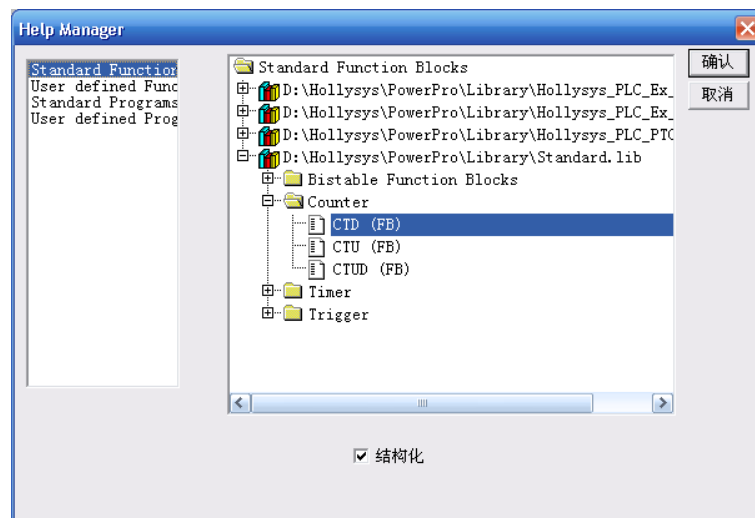 Help Manager
Standard Function
User defined Func
Standard Programs
User defined Prog
Standard Function Blocks
D:\Hollysys\PowerPro\Library\Hollysys_PLC_Ex_
D:\Hollysys\PowerPro\Library\Hollysys_PLC_Ex_
D:\Hollysys\PowerPro\Library\Hollysys_PLC_PTO
D:\Hollysys\PowerPro\Library\Standard.lib
Bistable Function Blocks
Counter
CTD (FB)
CTU (FB)
CTUD (FB)
Timer
Trigger
确认
取消
结构化